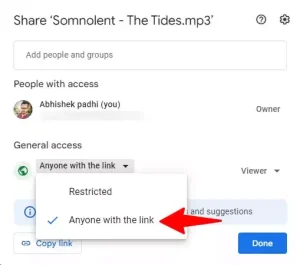 Share ‘Somnolent - The Tides.mp3’
Add people and groups
People with access
Abhishek padhi (you)
Owner
General access
Anyone with the link
Viewer
Restricted
Anyone with the link
and suggestions
Copy link
Done